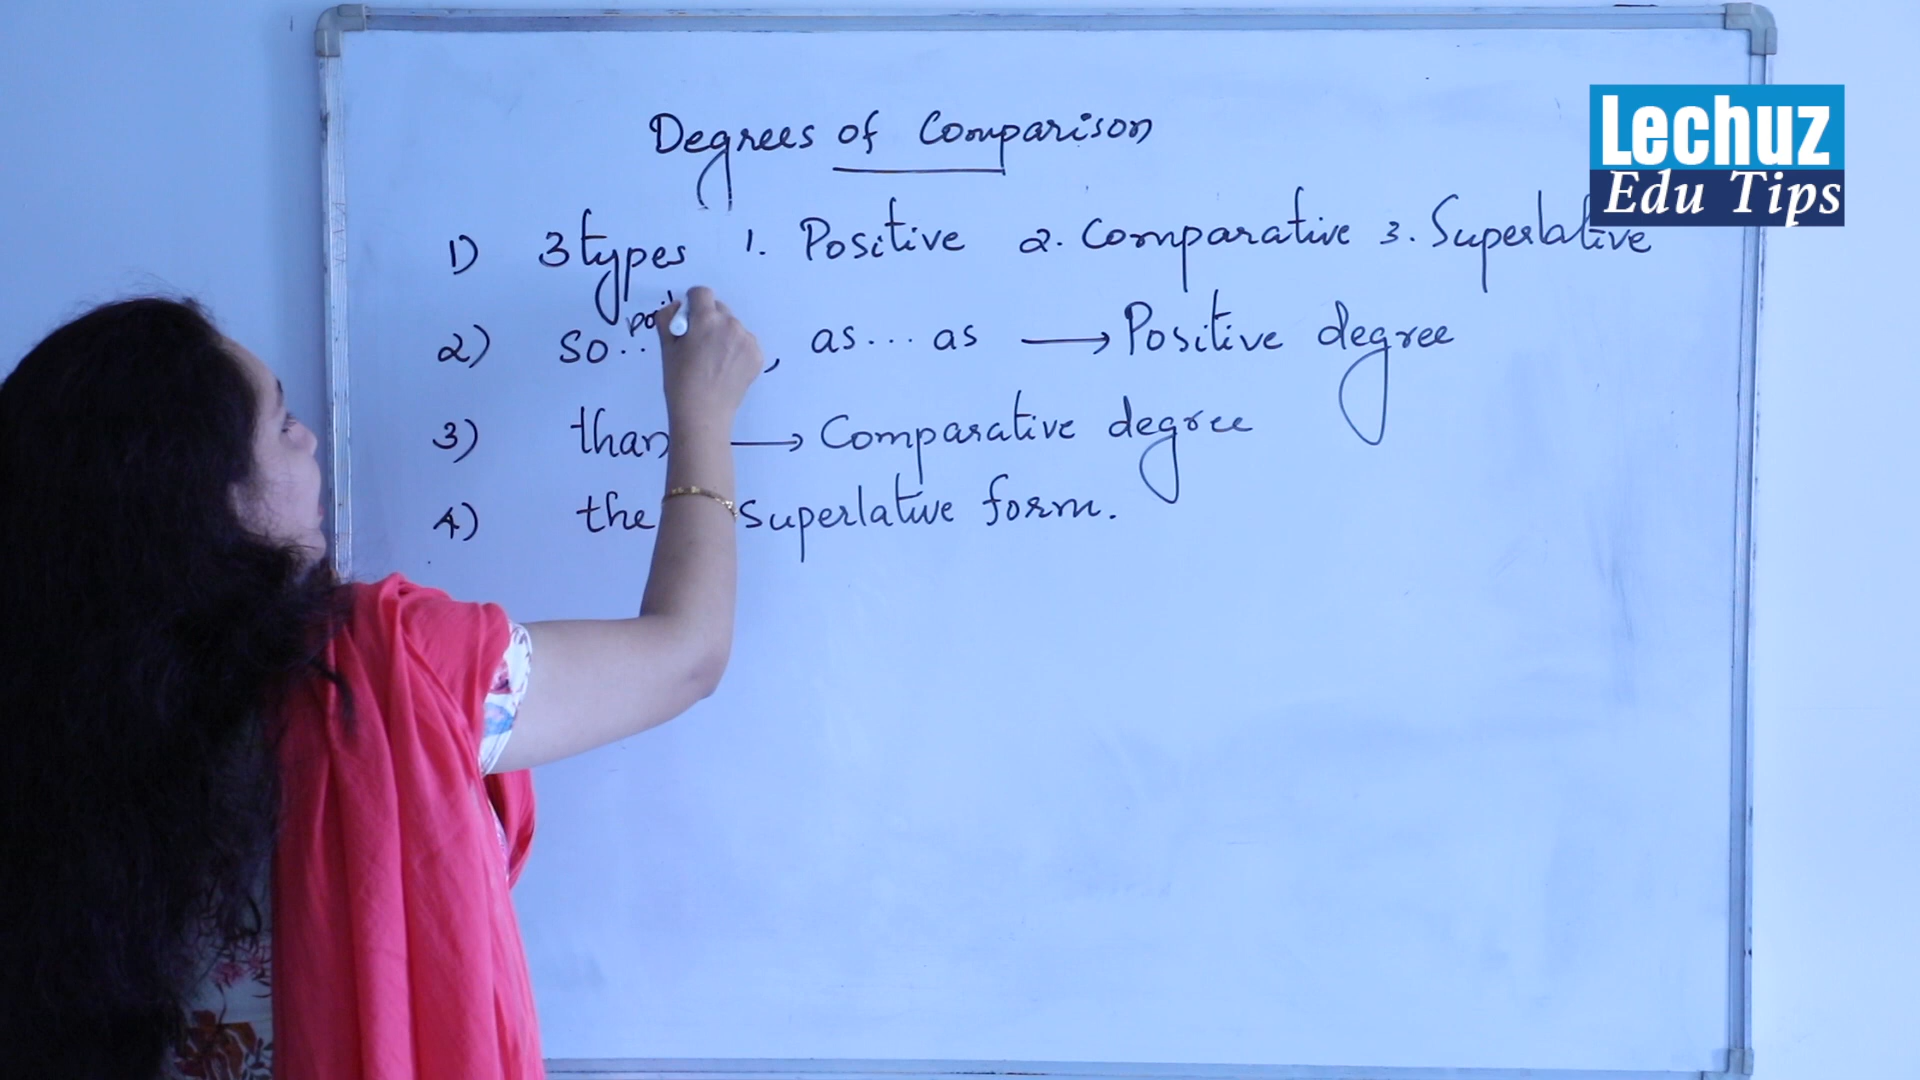 Degrees of Comparison
Lechuz
Edu Tips
1) 3 types 1. Positive 2. Comparative 3. Superlative
2) so.. , as... as → Positive degree
3) than → Comparative degree
4) the Superlative form.